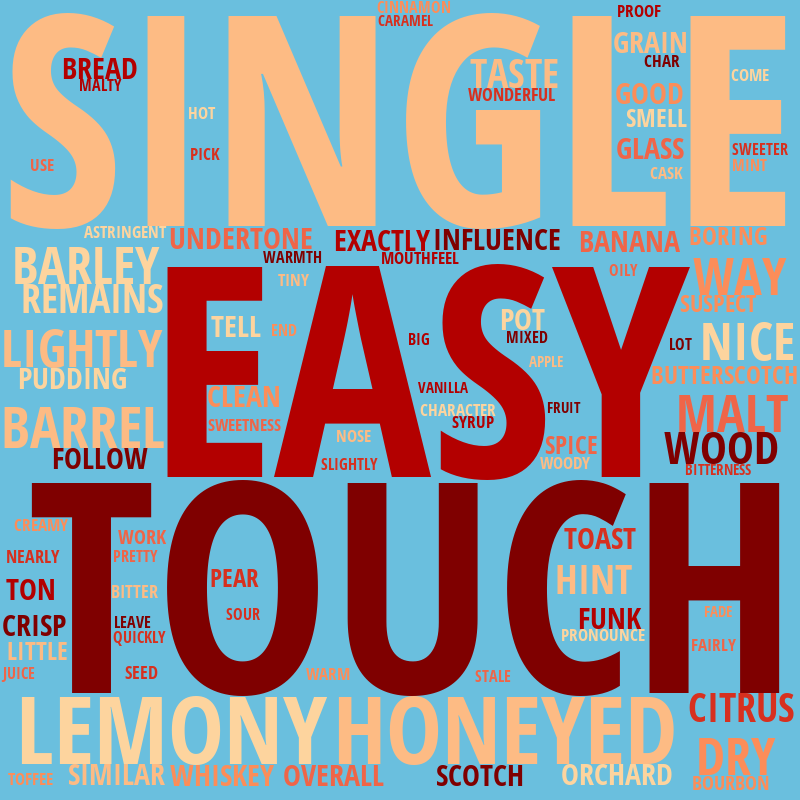 SINGLE
CINNAMON
CARAMEL
PROOF
GRAIN
CHAR
BREAD
MALTY
TASTE
WONDERFUL
COME
GOOD
SMELL
HOT
PICK
GLASS
SWEETER
MINT
CASK
USE
ASTRINGENT
UNDERTONE
EXACTLY
INFLUENCE
BANANA
BORING
WARMTH
MOUTHFEEL
EASY
BARLEY
REMAINS
TINY
OILY
WAY
SUSPECT
TELL
END
POT
MIXED
BIG
LOT
NICE
LIGHTLY
PUDDING
APPLE
BUTTERSCOTCH
CLEAN
VANILLA
CHARACTER
FRUIT
SYRUP
SWEETNESS
BARREL
MALT
NOSE
SPICE
WOOD
FOLLOW
SLIGHTLY
WOODY
BITTERNESS
TOUCH
CREAMY
WORK
TOAST
NEARLY
PRETTY
TON
BITTER
PEAR
HINT
CRISP
LEAVE
QUICKLY
SOUR
FUNK
FADE
PRONOUNCE
LITTLE
FAIRLY
JUICE
SEED
WARM
STALE
LEMONY
HONEYED
CITRUS
DRY
TOFFEE
SIMILAR
WHISKEY
OVERALL
SCOTCH
ORCHARD
BOURBON